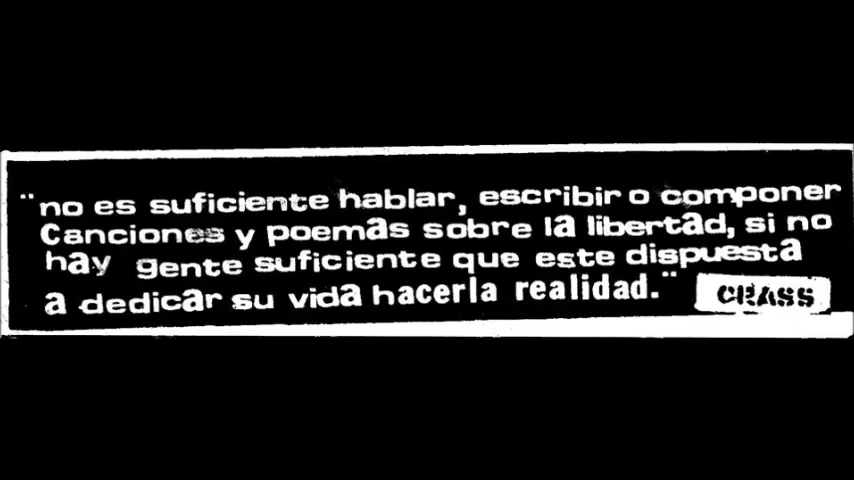 ¨no es suficiente hablar, escribir o componer
canciones y poemas sobre la libertad, si no
hay gente suficiente que este dispuesta
a dedicar su vida hacerla realidad.¨ CRASS